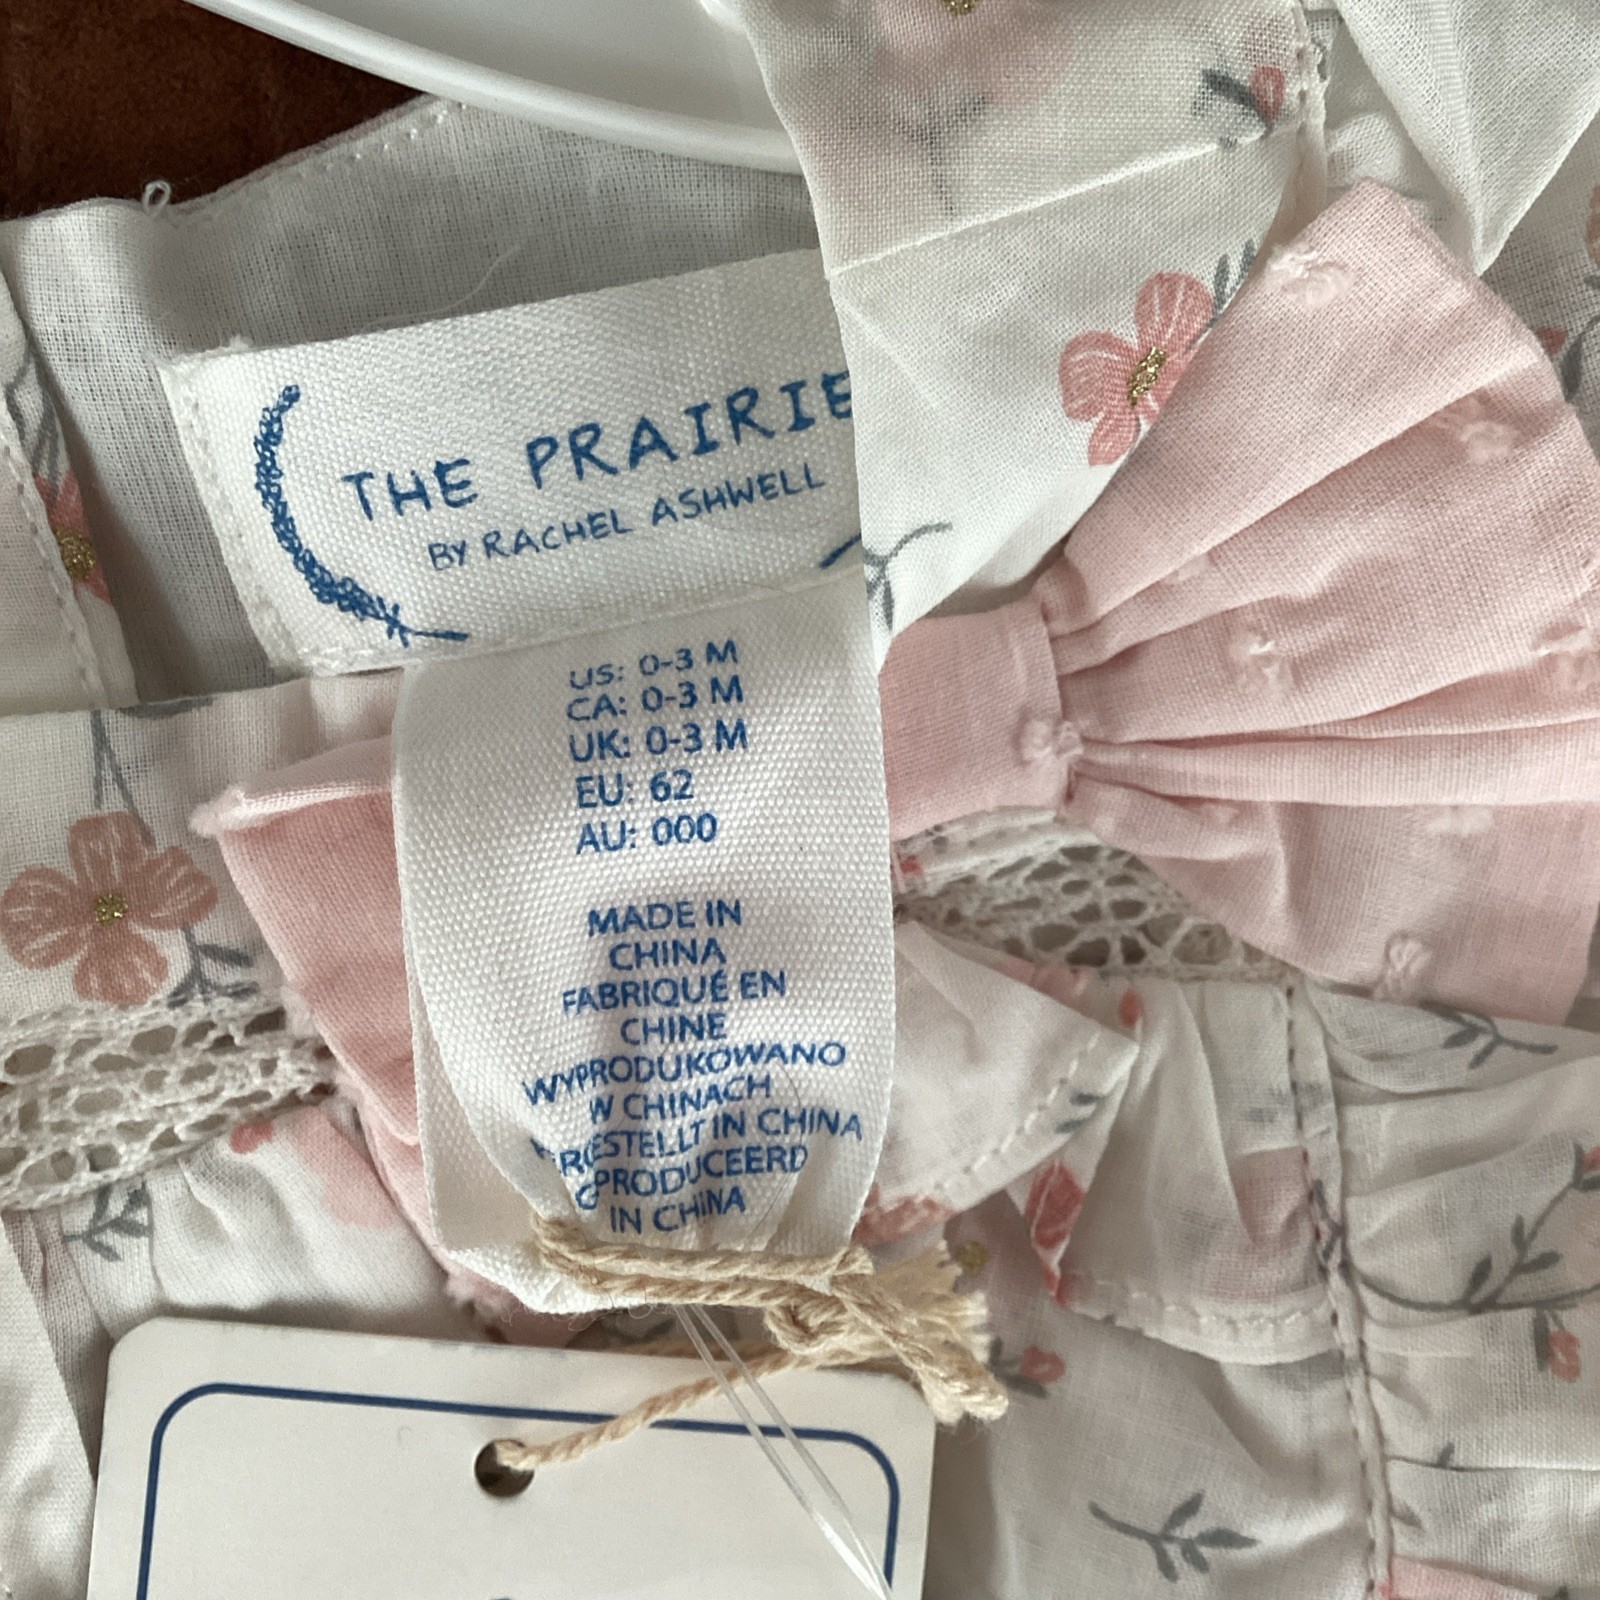 THE PRAIRIE
BY RACHEL ASHWELL
US: 0-3 M
CA: 0-3 M
UK: 0-3 M
EU: 62
AU: 000
MADE IN
CHINA
FABRIQUÉ EN
CHINE
WYPRODUKOWANO
W CHINACH
IN CHINA
IN CHINA